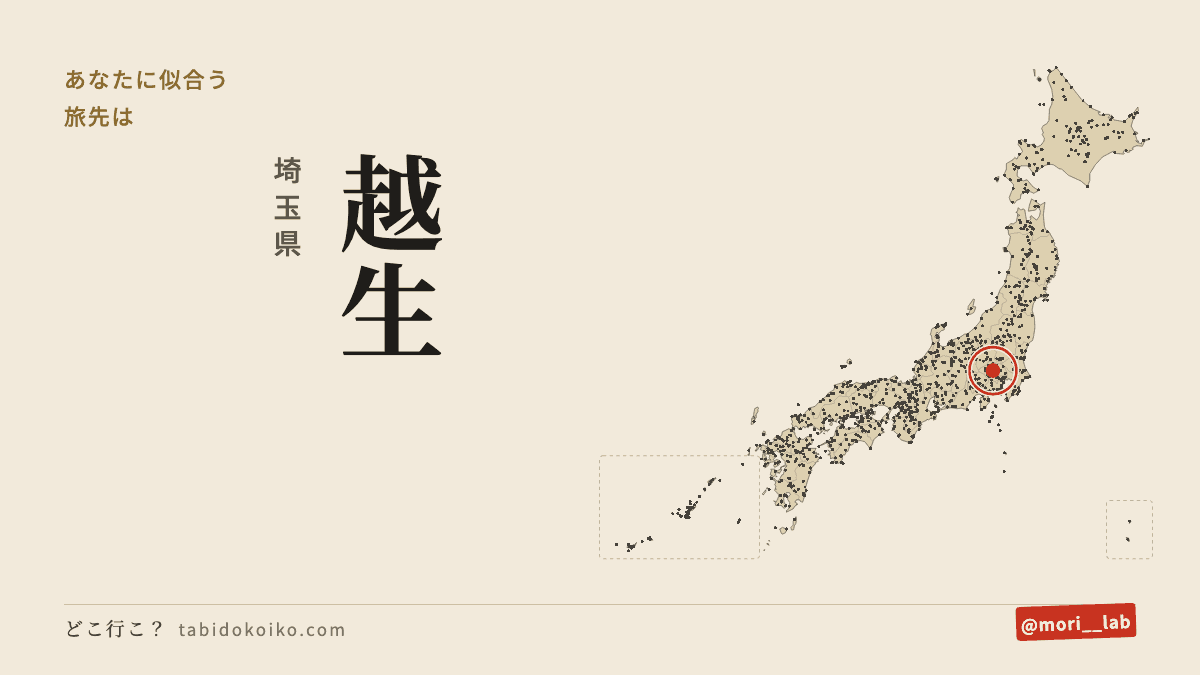 あなたに似合う
旅先は
越生
埼玉県
どこ行こ？ tabidokoiko.com
@mori__lab